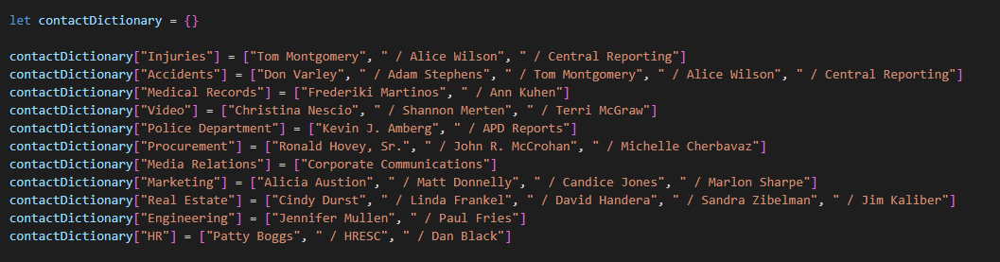 let contactDictionary = {}
contactDictionary["Injuries"] = ["Tom Montgomery", " / Alice Wilson", " / Central Reporting"]
contactDictionary["Accidents"] = ["Don Varley", " / Adam Stephens", " / Tom Montgomery", " / Alice Wilson", " / Central Reporting"]
contactDictionary["Medical Records"] = ["Frederiki Martinos", " / Ann Kuhen"]
contactDictionary["Video"] = ["Christina Nescio", " / Shannon Merten", " / Terri McGraw"]
contactDictionary["Police Department"] = ["Kevin J. Amberg", " / APD Reports"]
contactDictionary["Procurement"] = ["Ronald Hovey, Sr.", " / John R. McCrohan", " / Michelle Cherbavaz"]
contactDictionary["Media Relations"] = ["Corporate Communications"]
contactDictionary["Marketing"] = ["Alicia Austion", " / Matt Donnelly", " / Candice Jones", " / Marlon Sharpe"]
contactDictionary["Real Estate"] = ["Cindy Durst", " / Linda Frankel", " / David Handera", " / Sandra Zibelman", " / Jim Kaliber"]
contactDictionary["Engineering"] = ["Jennifer Mullen", " / Paul Fries"]
contactDictionary["HR"] = ["Patty Boggs", " / HRESC", " / Dan Black"]